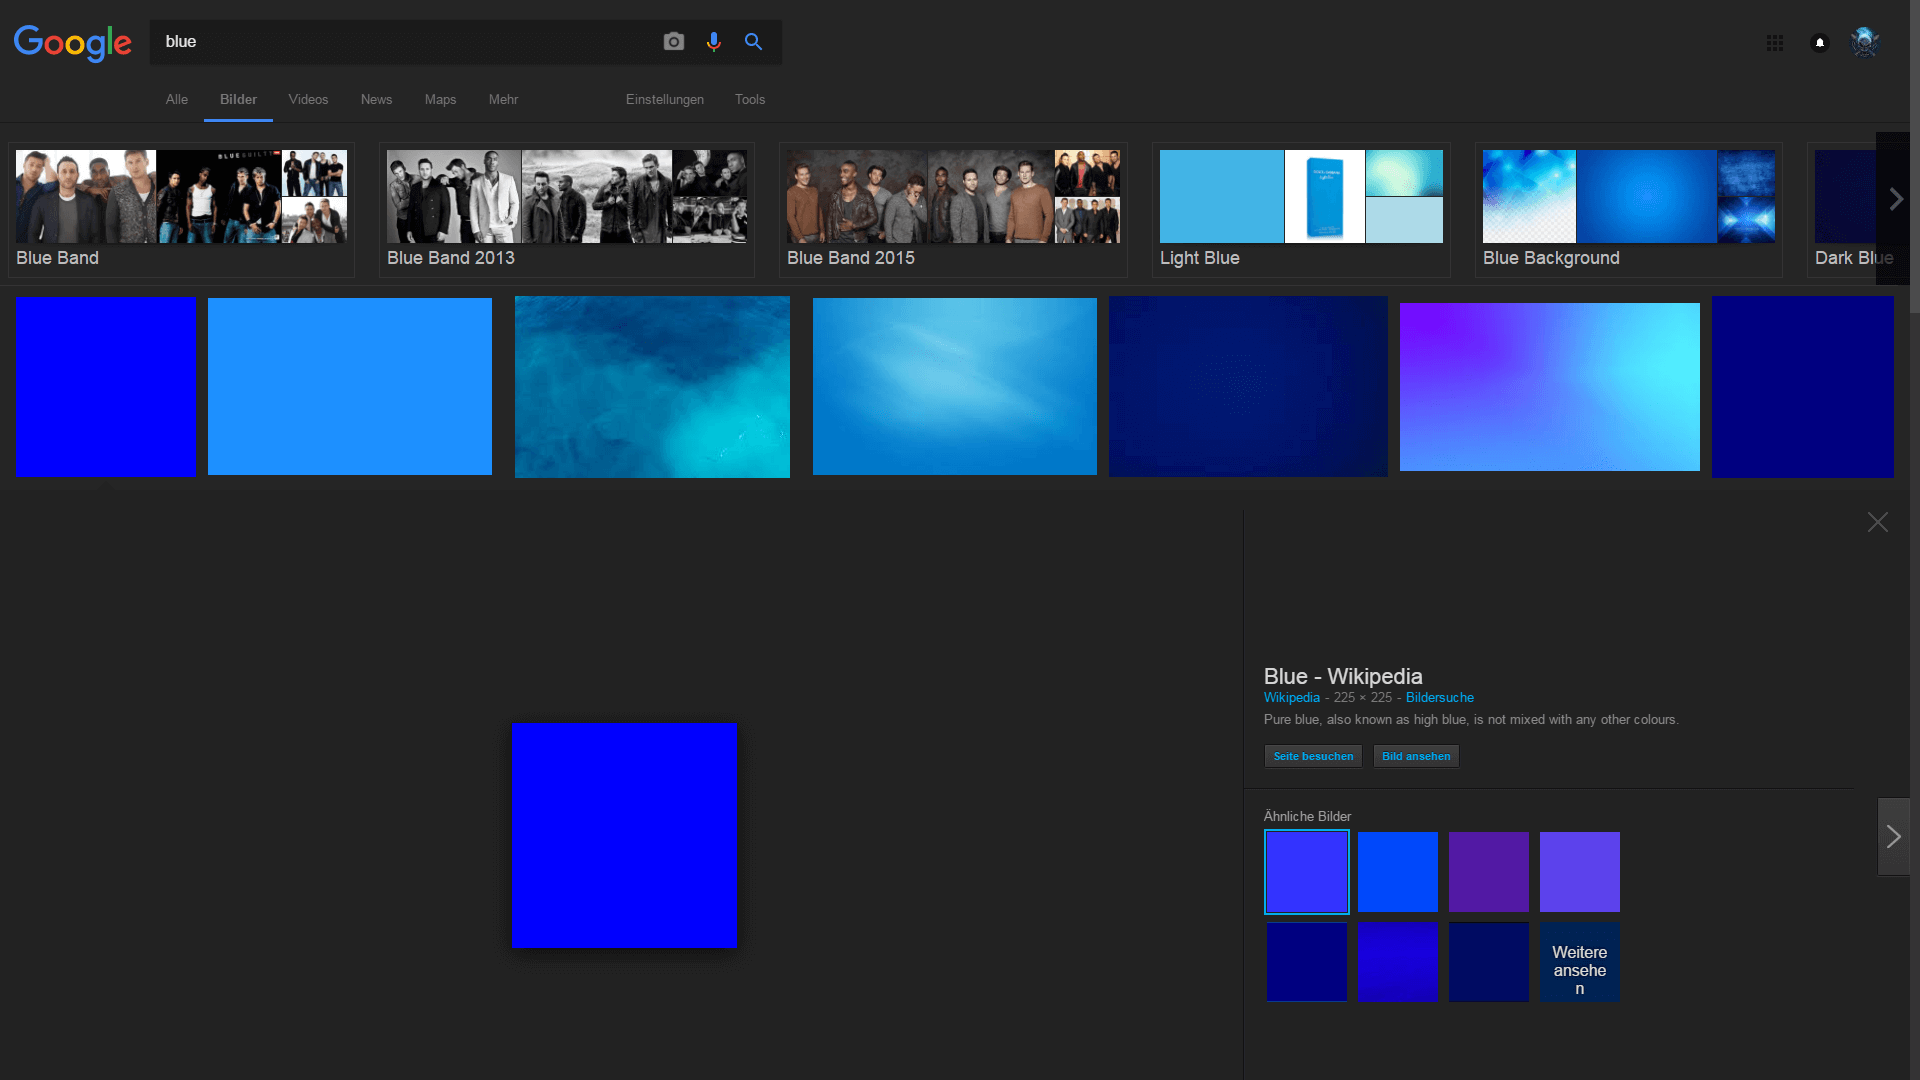 Google
blue
Alle Bilder Videos News Maps Mehr Einstellungen Tools
Blue Band
Blue Band 2013
Blue Band 2015
Light Blue
Blue Background
Dark Blue
Blue - Wikipedia
Wikipedia - 225 × 225 - Bildersuche
Pure blue, also known as high blue, is not mixed with any other colours.
Seite besuchen Bild ansehen
Ähnliche Bilder
Weitere
ansehe
n